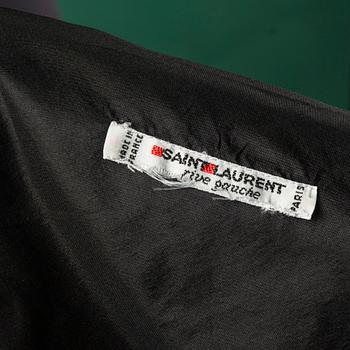 MADE IN
FRANCE
SAINT LAURENT
rive gauche
PARIS